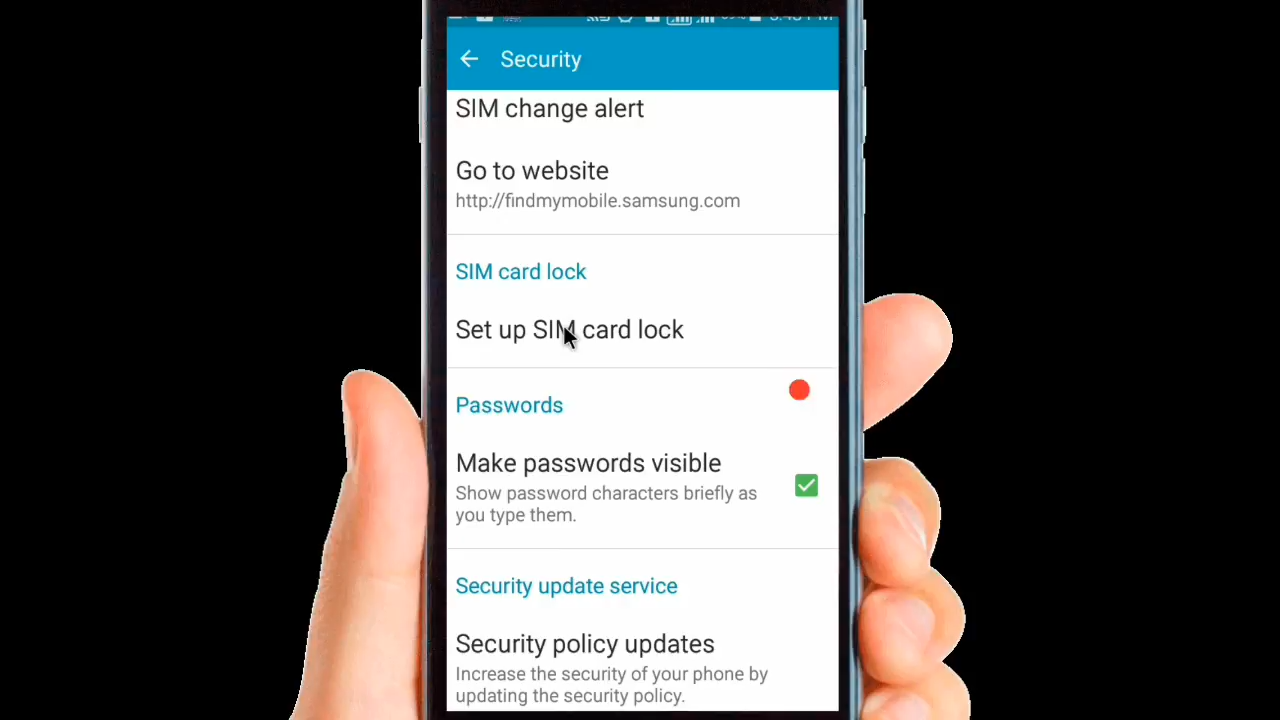 Security
SIM change alert
Go to website
http://findmymobile.samsung.com
SIM card lock
Set up SIM card lock
Passwords
Make passwords visible
Show password characters briefly as
you type them.
Security update service
Security policy updates
Increase the security of your phone by
updating the security policy.